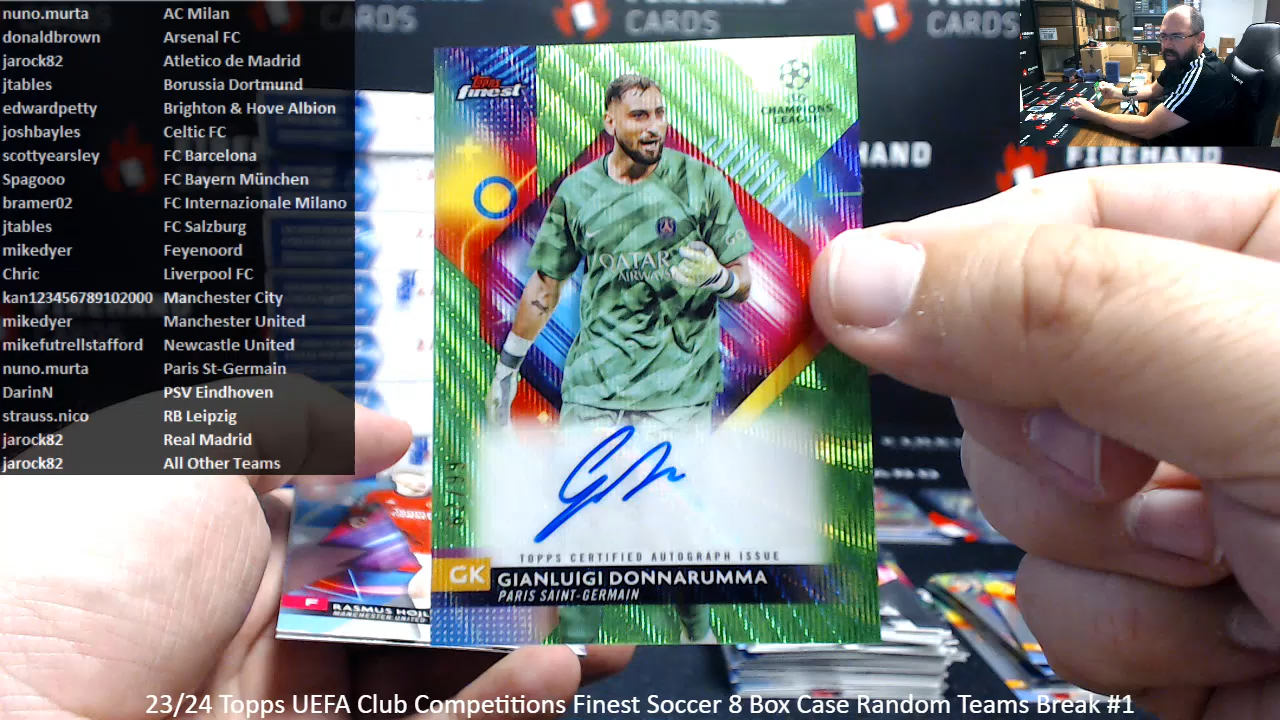 nuno.murta AC Milan
donaldbrown Arsenal FC
jarock82 Atletico de Madrid
jtables Borussia Dortmund
edwardpetty Brighton & Hove Albion
joshbayles Celtic FC
scottyearsley FC Barcelona
Spagooo FC Bayern München
bramer02 FC Internazionale Milano
jtables FC Salzburg
mikedyer Feyenoord
Chric Liverpool FC
kan123456789102000 Manchester City
mikedyer Manchester United
mikefutrellstafford Newcastle United
nuno.murta Paris St-Germain
DarinN PSV Eindhoven
strauss.nico RB Leipzig
jarock82 Real Madrid
jarock82 All Other Teams
CARDS
FIREHAND
CARDS
CARDS
FIREHAND
Topps
finest
UEFA
CHAMPIONS
LEAGUE
QATAR
AIRWAYS
GO
TOPPS CERTIFIED AUTOGRAPH ISSUE
GK GIANLUIGI DONNARUMMA
PARIS SAINT-GERMAIN
F RASMUS
MANCHESTER UNITED
23/24 Topps UEFA Club Competitions Finest Soccer 8 Box Case Random Teams Break #1